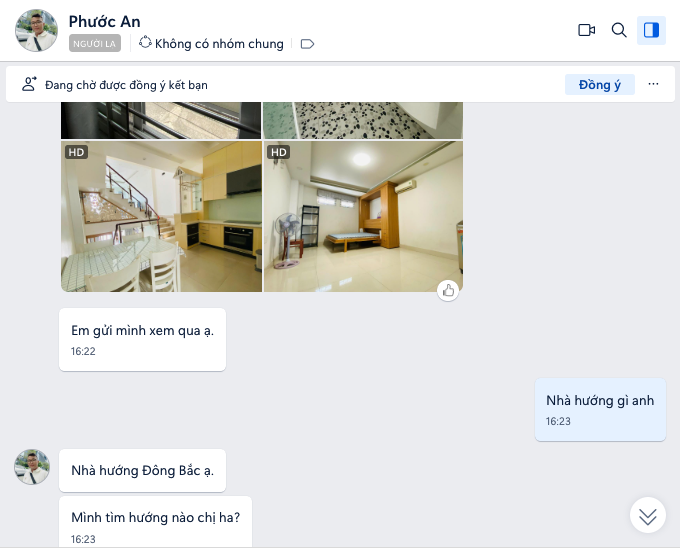 Phước An
NGƯỜI LẠ
Không có nhóm chung
Đang chờ được đồng ý kết bạn
Đồng ý
HD
HD
Em gửi mình xem qua ạ.
16:22
Nhà hướng gì anh
16:23
Nhà hướng Đông Bắc ạ.
Mình tìm hướng nào chị ha?
16:23